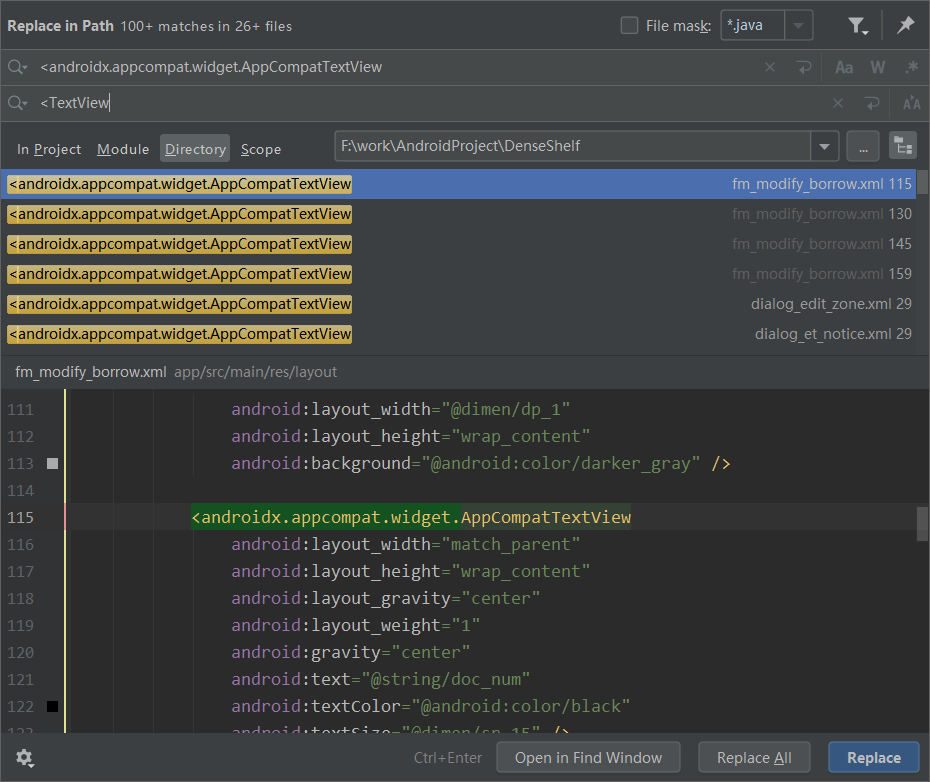 Replace in Path 100+ matches in 26+ files File mask: *.java
<androidx.appcompat.widget.AppCompatTextView Aa W .*
<TextView AA
In Project Module Directory Scope F:\work\AndroidProject\DenseShelf ...
<androidx.appcompat.widget.AppCompatTextView fm_modify_borrow.xml 115
<androidx.appcompat.widget.AppCompatTextView fm_modify_borrow.xml 130
<androidx.appcompat.widget.AppCompatTextView fm_modify_borrow.xml 145
<androidx.appcompat.widget.AppCompatTextView fm_modify_borrow.xml 159
<androidx.appcompat.widget.AppCompatTextView dialog_edit_zone.xml 29
<androidx.appcompat.widget.AppCompatTextView dialog_et_notice.xml 29
fm_modify_borrow.xml app/src/main/res/layout
111 android:layout_width="@dimen/dp_1"
112 android:layout_height="wrap_content"
113 android:background="@android:color/darker_gray" />
114
115 <androidx.appcompat.widget.AppCompatTextView
116 android:layout_width="match_parent"
117 android:layout_height="wrap_content"
118 android:layout_gravity="center"
119 android:layout_weight="1"
120 android:gravity="center"
121 android:text="@string/doc_num"
122 android:textColor="@android:color/black"
123 android:textSize="@dimen/sp_15" />
Ctrl+Enter Open in Find Window Replace All Replace